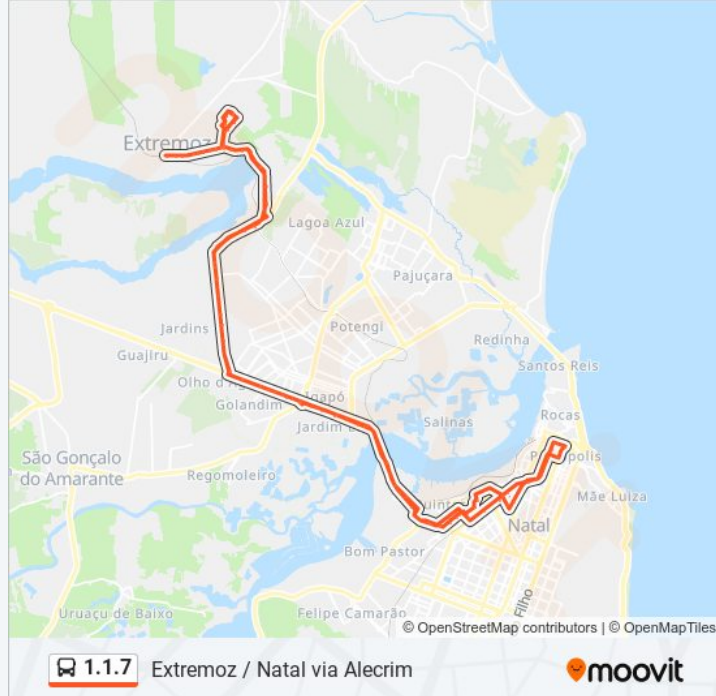 Extremoz
Lagoa Azul
Pajuçara
Jardins
Potengi
Redinha
Guajiru
Santos Reis
Golandim
Igapó
Rocas
Salinas
São Gonçalo
do Amarante
Regomoleiro
Mãe Luiza
Natal
Bom Pastor
Filho
Uruaçu de Baixo
Felipe Camarão
© OpenStreetMap contributors | © OpenMapTiles
1.1.7 Extremoz / Natal via Alecrim
moovit